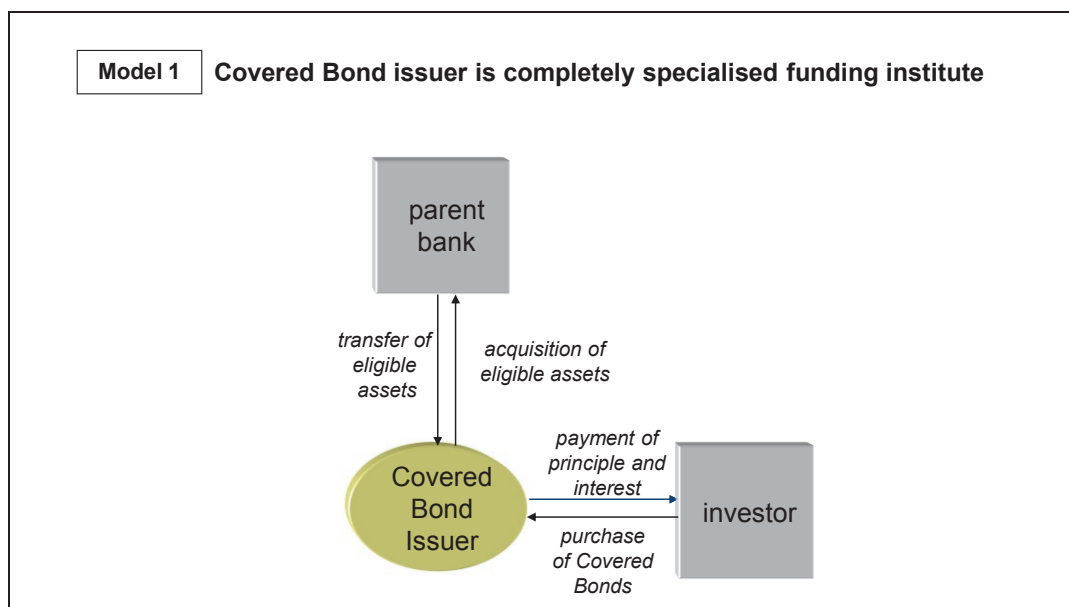 Model 1
Covered Bond issuer is completely specialised funding institute
parent
bank
transfer of
eligible
assets
acquisition of
eligible assets
Covered
Bond
Issuer
payment of
principle and
interest
investor
purchase
of Covered
Bonds